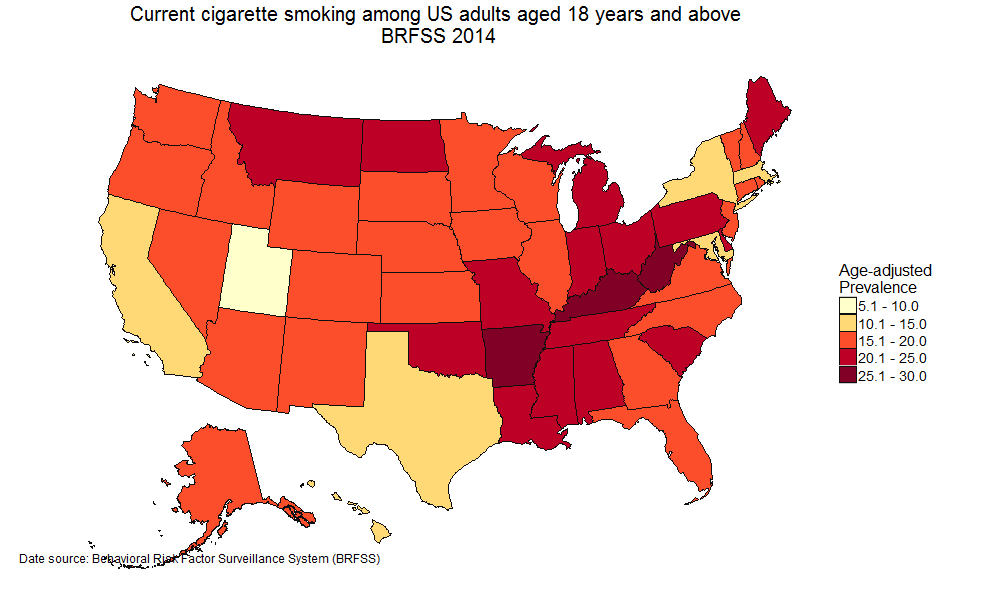 Current cigarette smoking among US adults aged 18 years and above
BRFSS 2014
Age-adjusted
Prevalence
5.1 - 10.0
10.1 - 15.0
15.1 - 20.0
20.1 - 25.0
25.1 - 30.0
Date source: Behavioral Risk Factor Surveillance System (BRFSS)